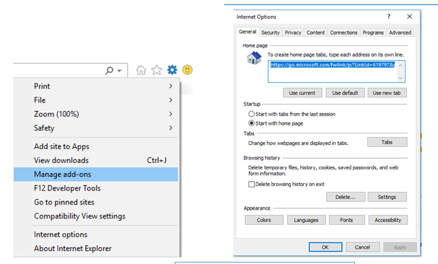 Print
File
Zoom (100%)
Safety
Add site to Apps
View downloads Ctrl+J
Manage add-ons
F12 Developer Tools
Go to pinned sites
Compatibility View settings
Internet options
About Internet Explorer
Internet Options
General Security Privacy Content Connections Programs Advanced
Home page
To create home page tabs, type each address on its own line.
https://go.microsoft.com/fwlink/p/?LinkId=619797&
Use current Use default Use new tab
Startup
Start with tabs from the last session
Start with home page
Tabs
Change how webpages are displayed in tabs. Tabs
Browsing history
Delete temporary files, history, cookies, saved passwords, and web
form information.
Delete browsing history on exit
Delete... Settings
Appearance
Colors Languages Fonts Accessibility
OK Cancel Apply